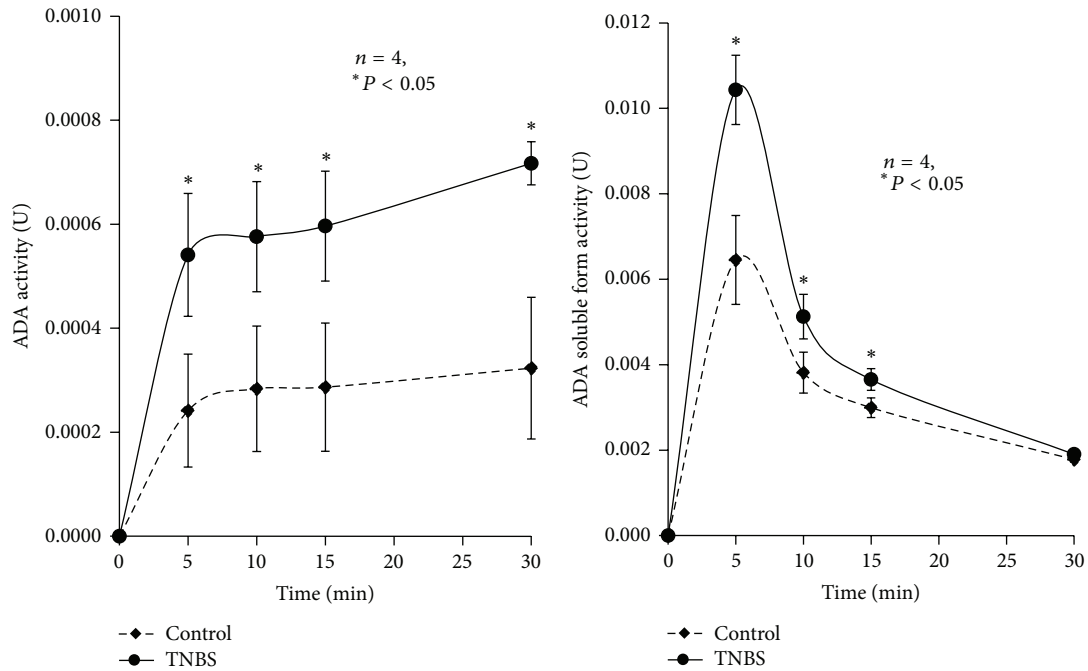 0.0010
0.0008
0.0006
0.0004
0.0002
0.0000
ADA activity (U)
n = 4,
* P < 0.05
*
*
*
*
0 5 10 15 20 25 30
Time (min)
Control
TNBS
0.012
0.010
0.008
0.006
0.004
0.002
0.000
ADA soluble form activity (U)
n = 4,
* P < 0.05
*
*
*
0 5 10 15 20 25 30
Time (min)
Control
TNBS